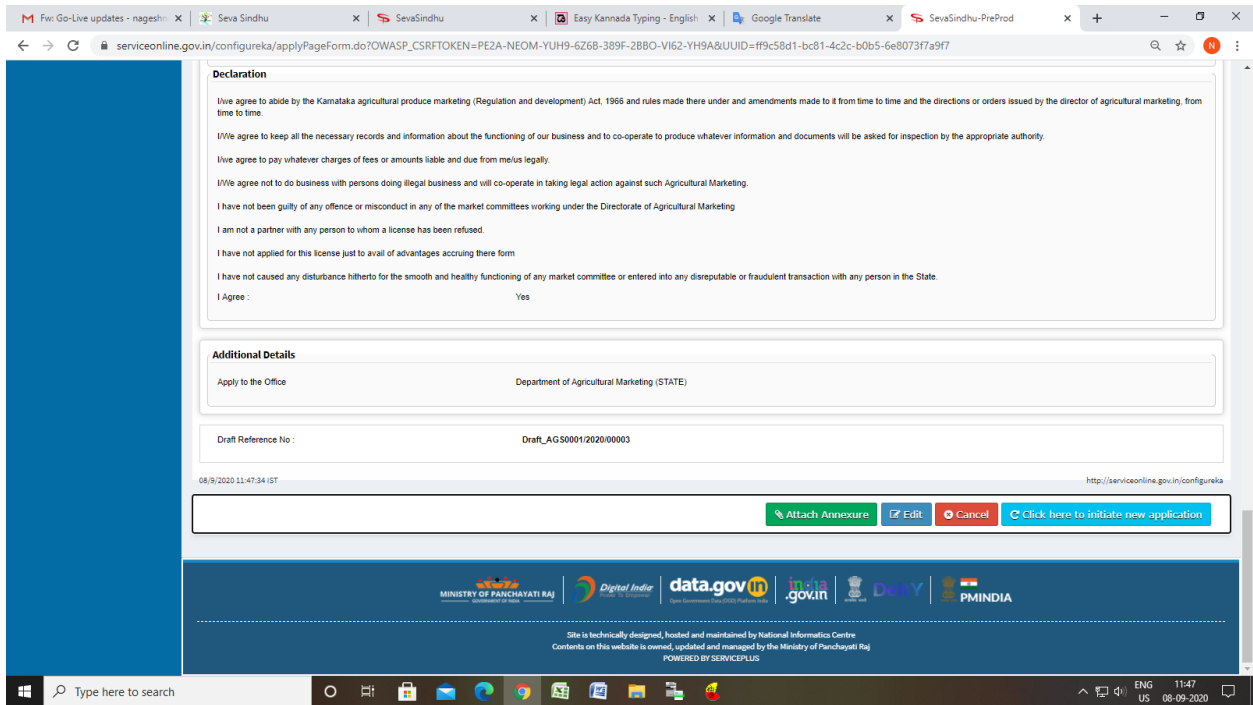 Fw: Go-Live updates - nageshn
Seva Sindhu
SevaSindhu
Easy Kannada Typing - English
Google Translate
SevaSindhu-PreProd
serviceonline.gov.in/configureka/applyPageForm.do?OWASP_CSRFTOKEN=PE2A-NEOM-YUH9-6Z6B-389F-2BBO-VI62-YH9A&UUID=ff9c58d1-bc81-4c2c-b0b5-6e8073f7a9f7
N
Declaration
I/we agree to abide by the Karnataka agricultural produce marketing (Regulation and development) Act, 1966 and rules made there under and amendments made to it from time to time and the directions or orders issued by the director of agricultural marketing, from
time to time.
I/We agree to keep all the necessary records and information about the functioning of our business and to co-operate to produce whatever information and documents will be asked for inspection by the appropriate authority.
I/we agree to pay whatever charges of fees or amounts liable and due from me/us legally.
I/We agree not to do business with persons doing illegal business and will co-operate in taking legal action against such Agricultural Marketing.
I have not been guilty of any offence or misconduct in any of the market committees working under the Directorate of Agricultural Marketing
I am not a partner with any person to whom a license has been refused.
I have not applied for this license just to avail of advantages accruing there form
I have not caused any disturbance hitherto for the smooth and healthy functioning of any market committee or entered into any disreputable or fraudulent transaction with any person in the State.
I Agree : Yes
Additional Details
Apply to the Office Department of Agricultural Marketing (STATE)
Draft Reference No : Draft_AGS0001/2020/00003
08/9/2020 11:47:34 IST http://serviceonline.gov.in/configureka
Attach Annexure Edit Cancel Click here to initiate new application
MINISTRY OF PANCHAYATI RAJ
GOVERNMENT OF INDIA
Digital India
Power To Empower
data.gov in
Open Government Data (OGD) Platform India
india
.gov.in
DeitY
PMINDIA
Site is technically designed, hosted and maintained by National Informatics Centre
Contents on this website is owned, updated and managed by the Ministry of Panchayati Raj
POWERED BY SERVICEPLUS
Type here to search
ENG
US
11:47
08-09-2020